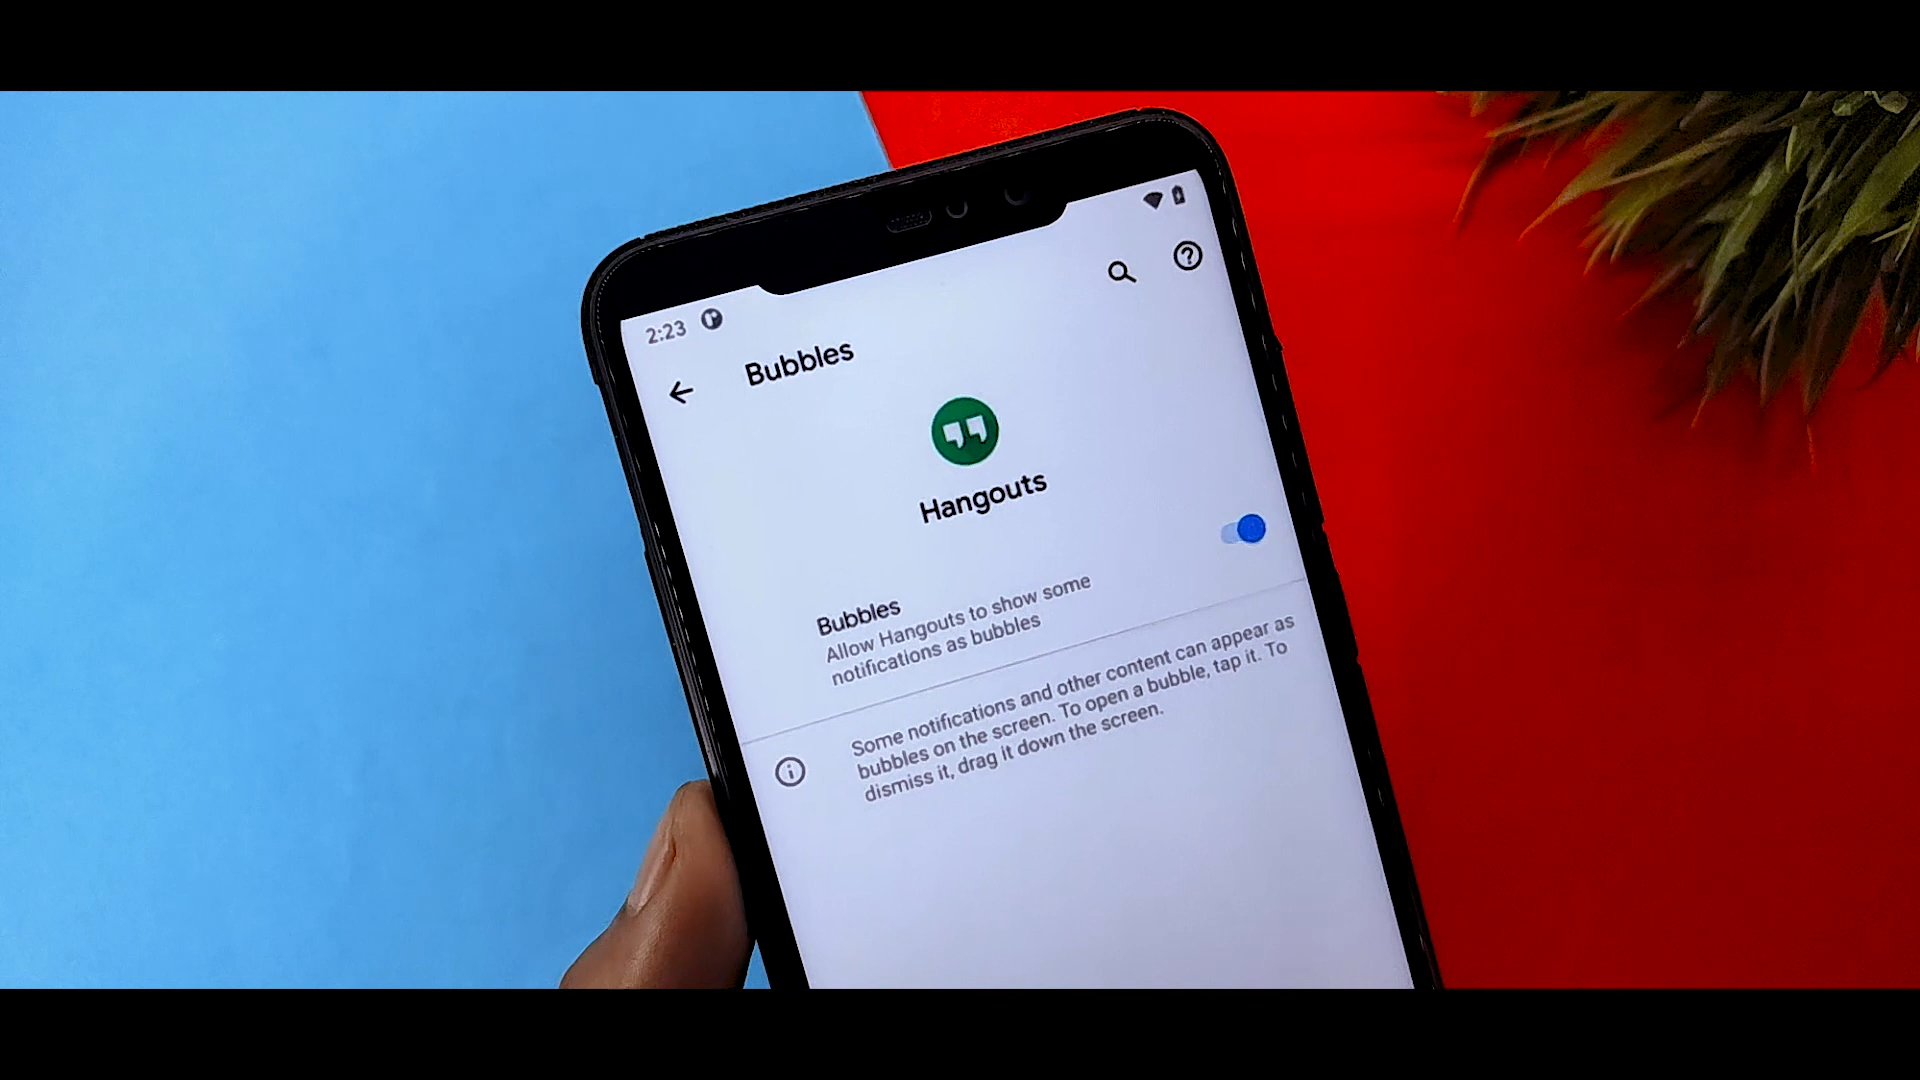 2:23
Bubbles
Hangouts
Bubbles
Allow Hangouts to show some
notifications as bubbles
Some notifications and other content can appear as
bubbles on the screen. To open a bubble, tap it. To
dismiss it, drag it down the screen.